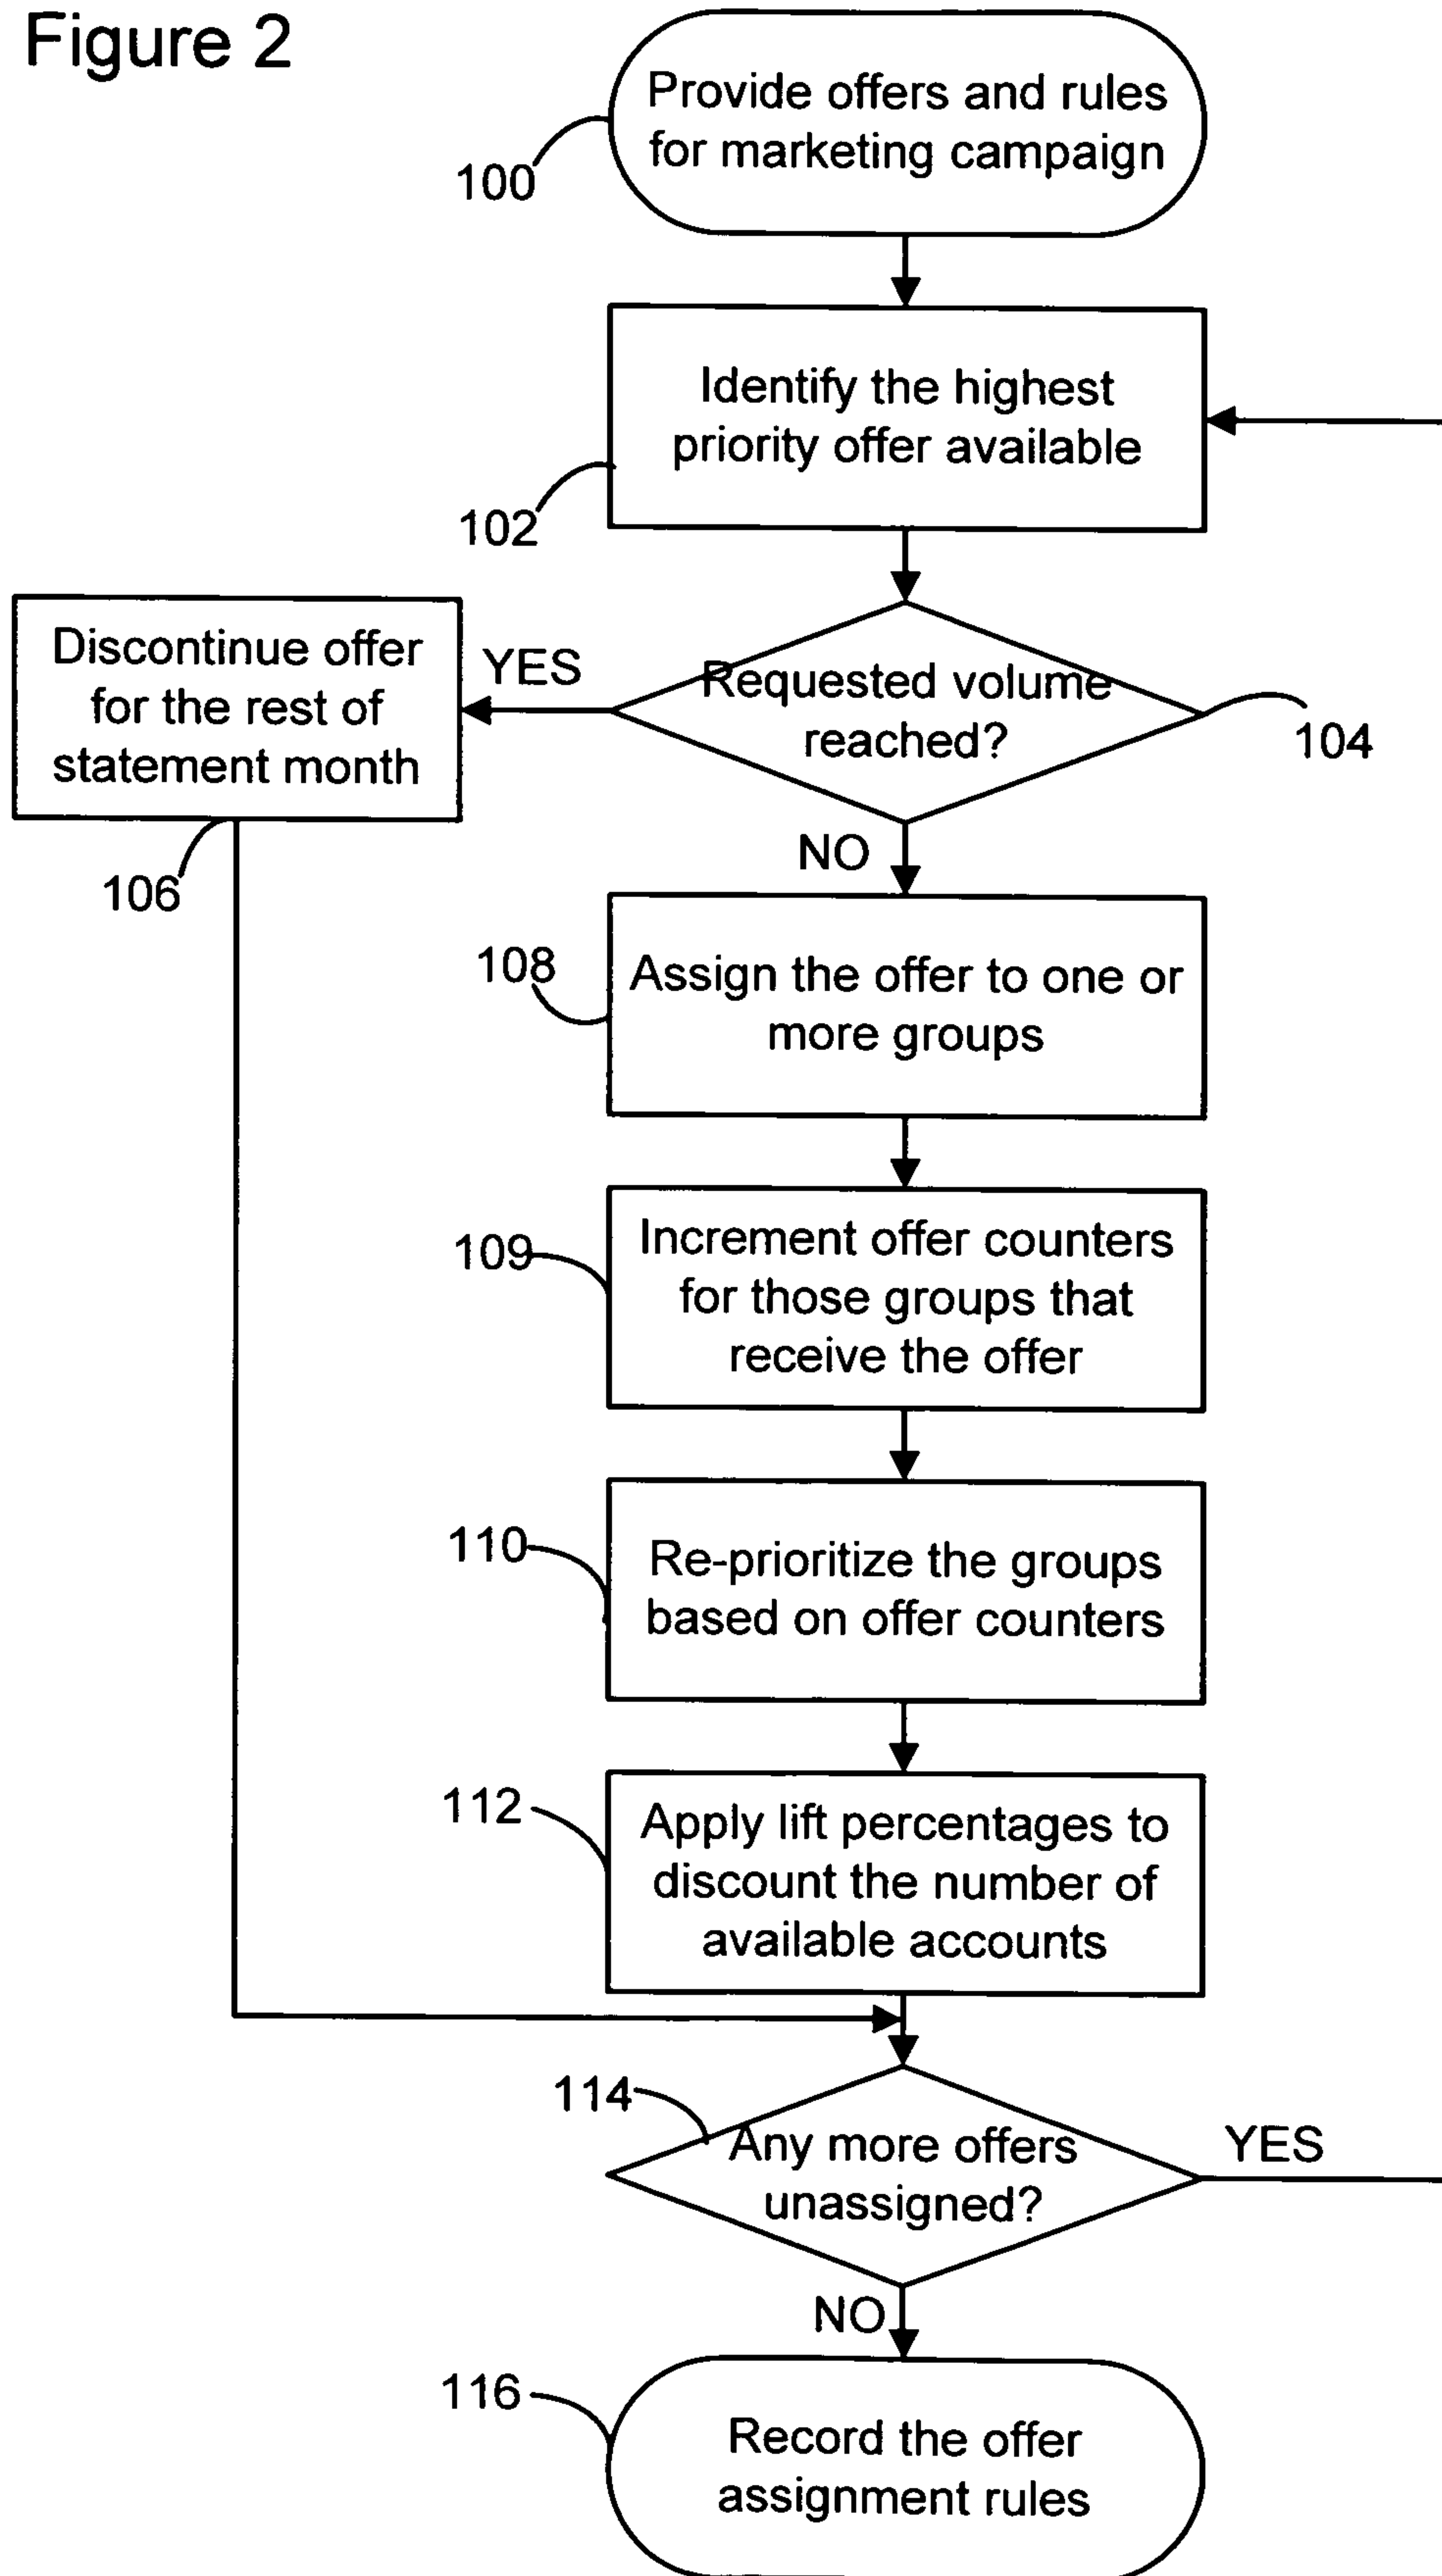 Figure 2
Provide offers and rules
for marketing campaign
100
Identify the highest
priority offer available
102
Discontinue offer
for the rest of
statement month
YES
Requested volume
reached?
104
106
NO
108
Assign the offer to one or
more groups
109
Increment offer counters
for those groups that
receive the offer
110
Re-prioritize the groups
based on offer counters
112
Apply lift percentages to
discount the number of
available accounts
114
Any more offers
unassigned?
YES
NO
116
Record the offer
assignment rules